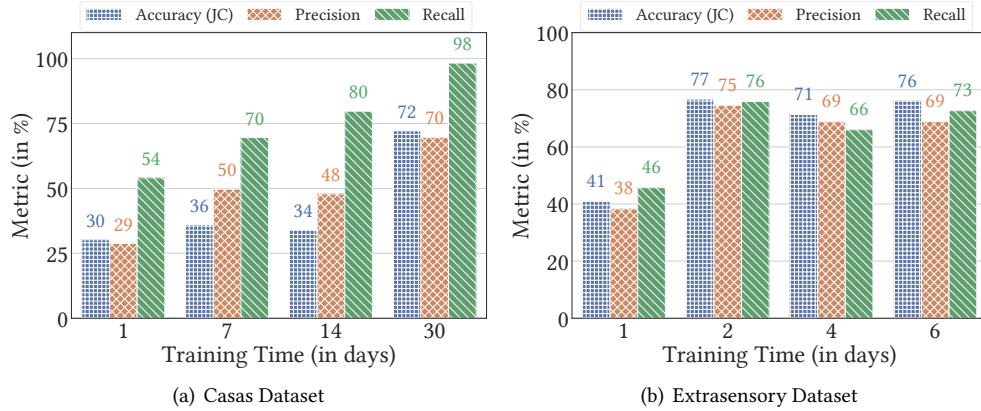 Accuracy (JC) Precision Recall
100
75
50
25
0
Metric (in %)
30 29 54
36 50 70
34 48 80
72 70 98
1 7 14 30
Training Time (in days)
(a) Casas Dataset
Accuracy (JC) Precision Recall
100
80
60
40
20
0
Metric (in %)
41 38 46
77 75 76
71 69 66
76 69 73
1 2 4 6
Training Time (in days)
(b) Extrasensory Dataset